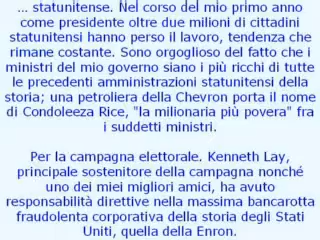 ... statunitense. Nel corso del mio primo anno
come presidente oltre due milioni di cittadini
statunitensi hanno perso il lavoro, tendenza che
rimane costante. Sono orgoglioso del fatto che i
ministri del mio governo siano i più ricchi di tutte
le precedenti amministrazioni statunitensi della
storia; una petroliera della Chevron porta il nome
di Condoleeza Rice, "la milionaria più povera" fra
i suddetti ministri.
Per la campagna elettorale. Kenneth Lay,
principale sostenitore della campagna nonché
uno dei miei migliori amici, ha avuto
responsabilità direttive nella massima bancarotta
fraudolenta corporativa della storia degli Stati
Uniti, quella della Enron.